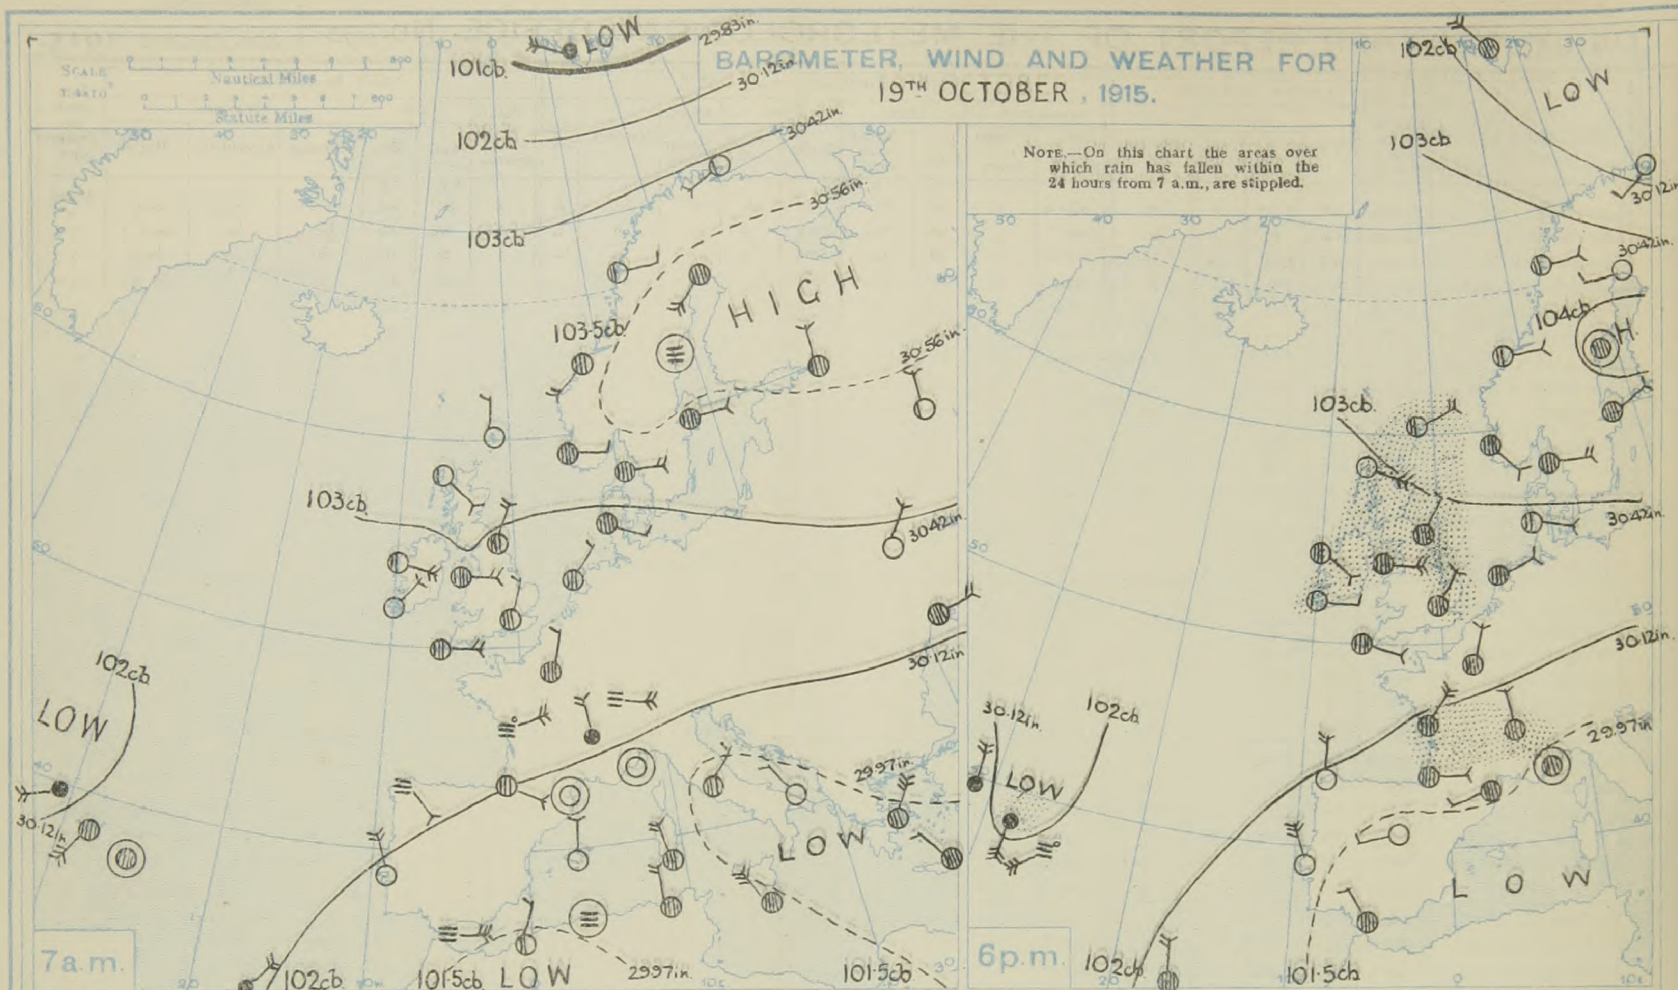 BAROMETER, WIND AND WEATHER FOR
19TH OCTOBER, 1915.
NOTE.—On this chart the areas over
which rain has fallen within the
24 hours from 7 a.m., are stippled.
SCALE
Nautical Miles
Statute Miles
LOW
29.83in.
101cb.
30.12in.
102cb.
30.42in.
103cb.
30.56in.
HIGH
103.5cb.
30.56in.
103cb.
30.42in.
102cb.
LOW
30.12in.
30.12in.
29.97in.
LOW
7a.m.
102cb.
101.5cb.
LOW
29.97in.
101.5cb.
102cb.
LOW
103cb.
30.12in.
30.42in.
104cb.
H.
103cb.
30.42in.
30.12in.
30.12in.
102cb.
LOW
29.97in.
LOW
6p.m.
102cb.
101.5cb.